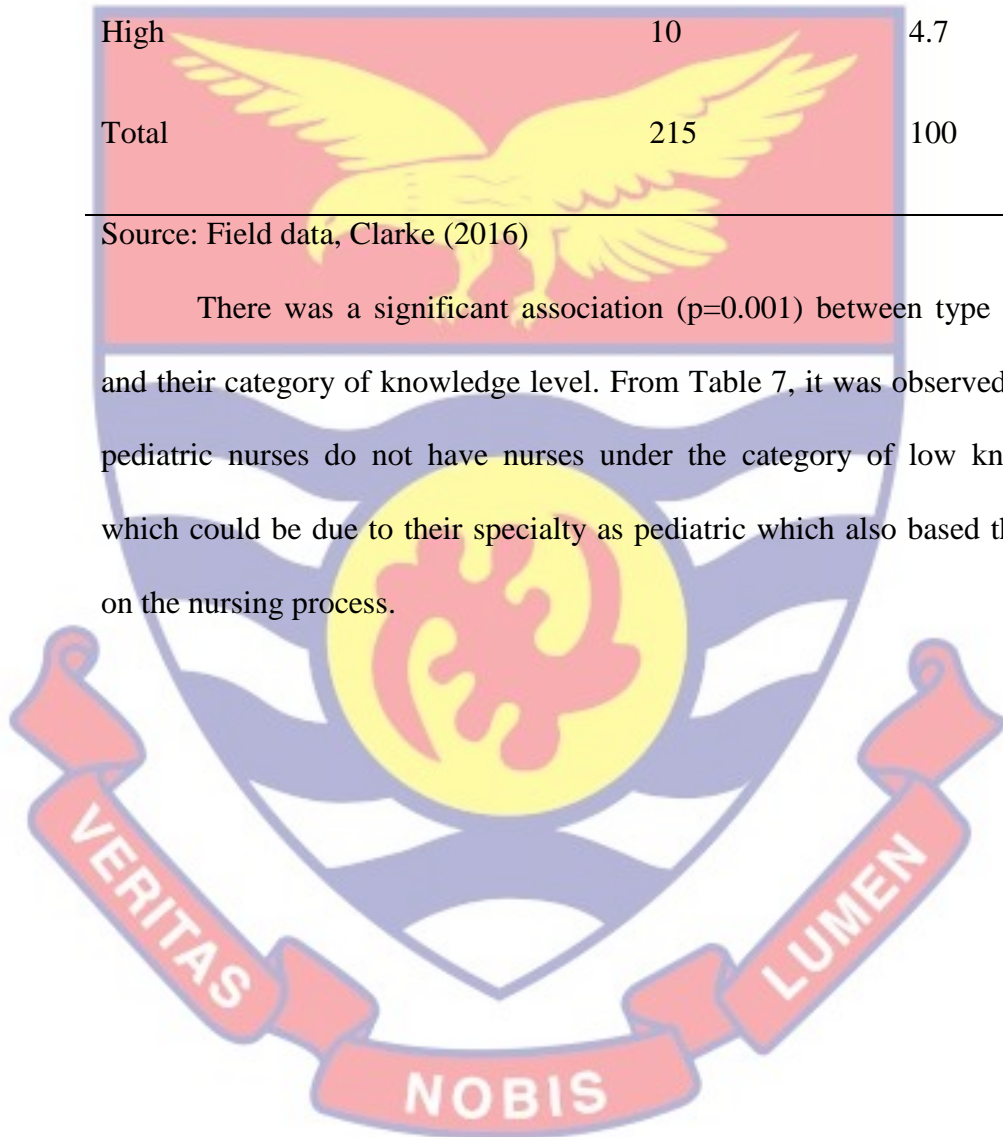 High 10 4.7
Total 215 100
Source: Field data, Clarke (2016)
There was a significant association (p=0.001) between type
and their category of knowledge level. From Table 7, it was observed
pediatric nurses do not have nurses under the category of low
which could be due to their specialty as pediatric which also based
on the nursing process.
VERITAS
NOBIS
LUMEN